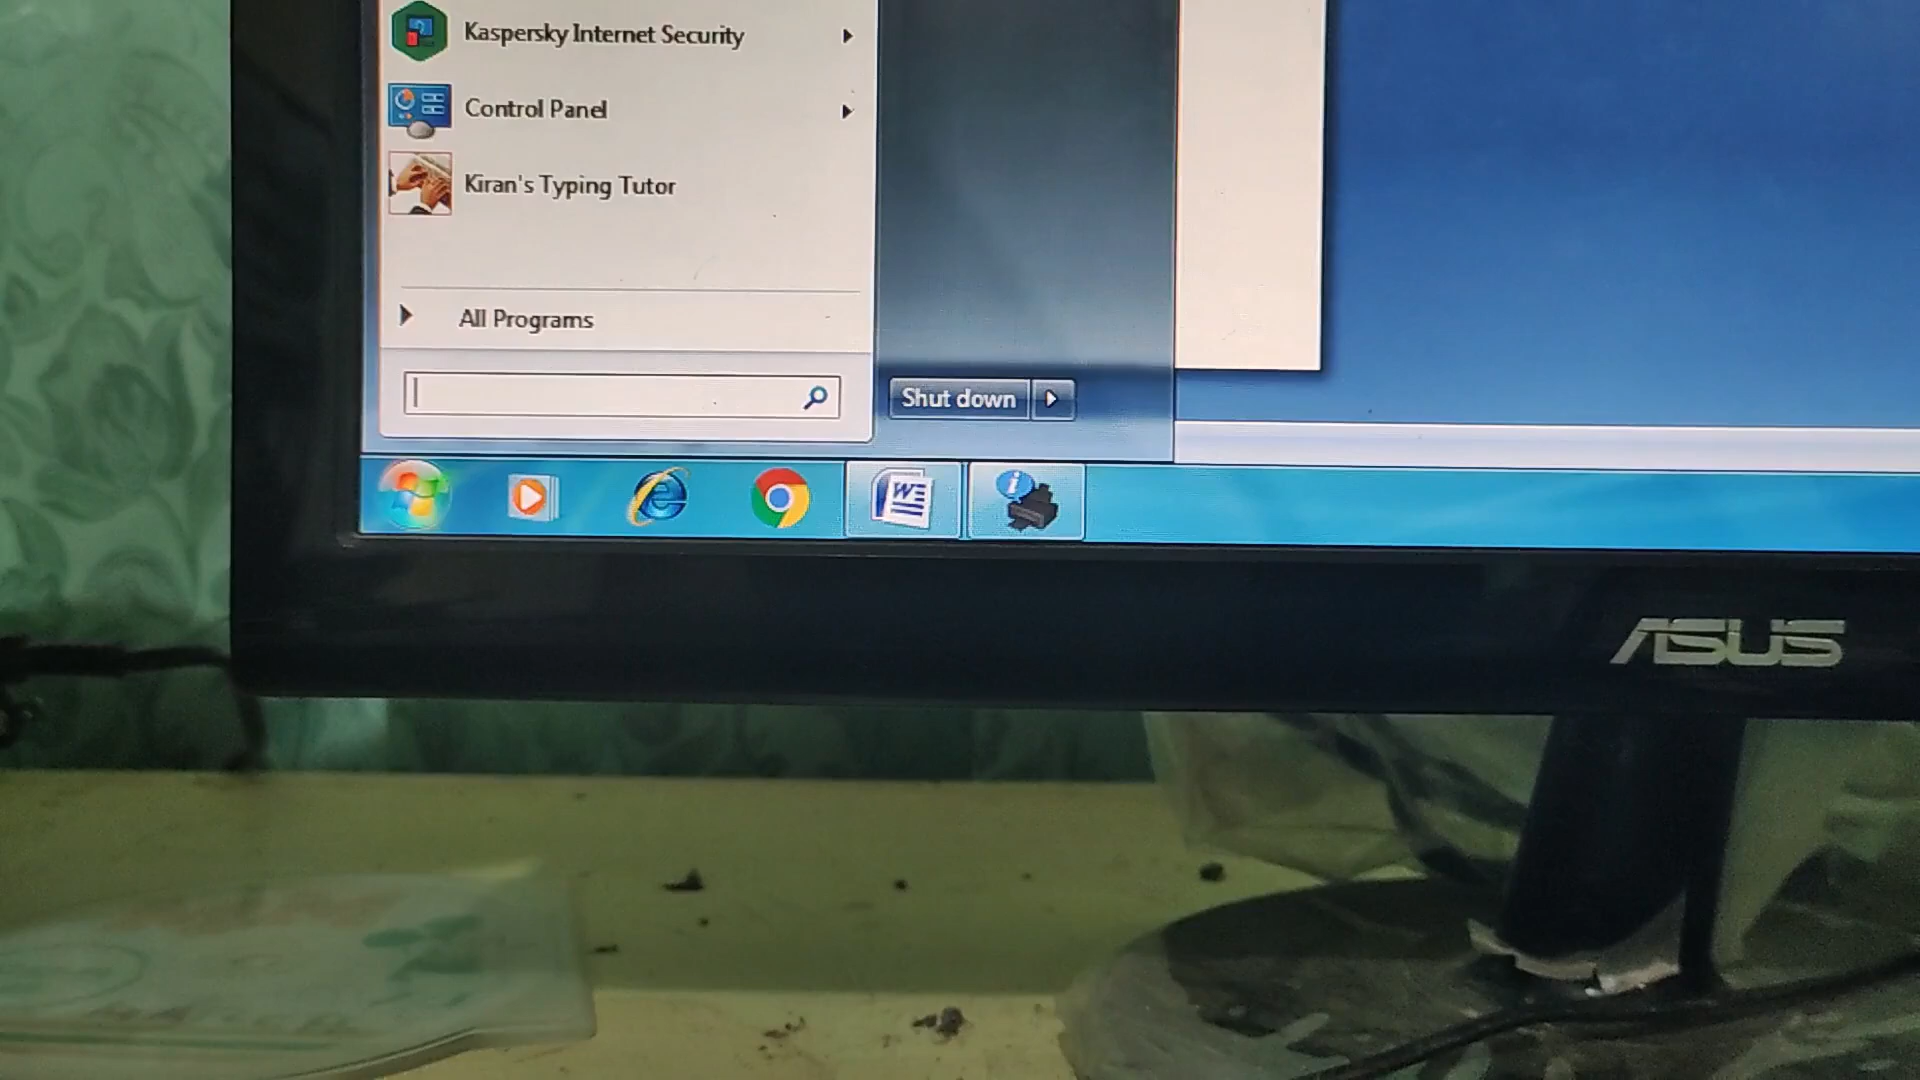 Kaspersky Internet Security
Control Panel
Kiran's Typing Tutor
All Programs
Shut down
ASUS